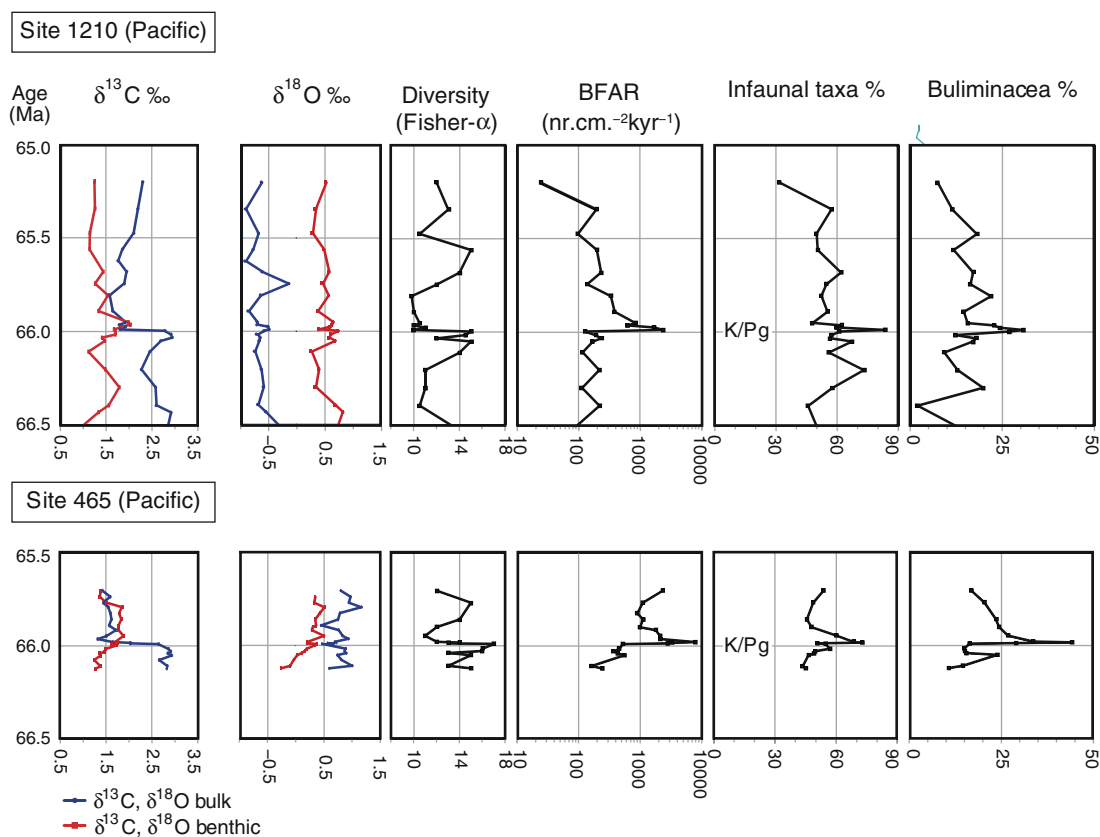 Site 1210 (Pacific)
Age (Ma)
δ¹³C ‰
δ¹⁸O ‰
Diversity (Fisher-α)
BFAR (nr.cm.⁻²kyr⁻¹)
Infaunal taxa %
Buliminacea %
65.0
65.5
66.0
66.5
K/Pg
0.5 1.5 2.5 3.5
-0.5 0.5 1.5
10 14 18
10 100 1000 10000
0 30 60 90
0 25 50
Site 465 (Pacific)
65.5
66.0
66.5
K/Pg
0.5 1.5 2.5 3.5
-0.5 0.5 1.5
10 14 18
10 100 1000 10000
0 30 60 90
0 25 50
δ¹³C, δ¹⁸O bulk
δ¹³C, δ¹⁸O benthic